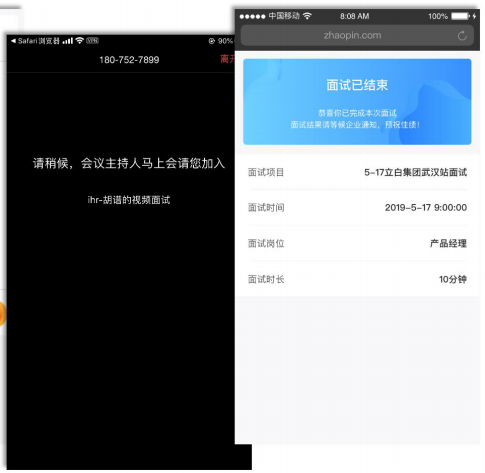 Safari 浏览器
VPN
90%
180-752-7899
请稍候，会议主持人马上会请您加入
ihr-胡谱的视频面试
中国移动
8:08 AM
100%
zhaopin.com
面试已结束
恭喜你已完成本次面试
面试结果请等候企业通知，预祝佳绩！
面试项目
5-17立白集团武汉站面试
面试时间
2019-5-17 9:00:00
面试岗位
产品经理
面试时长
10分钟